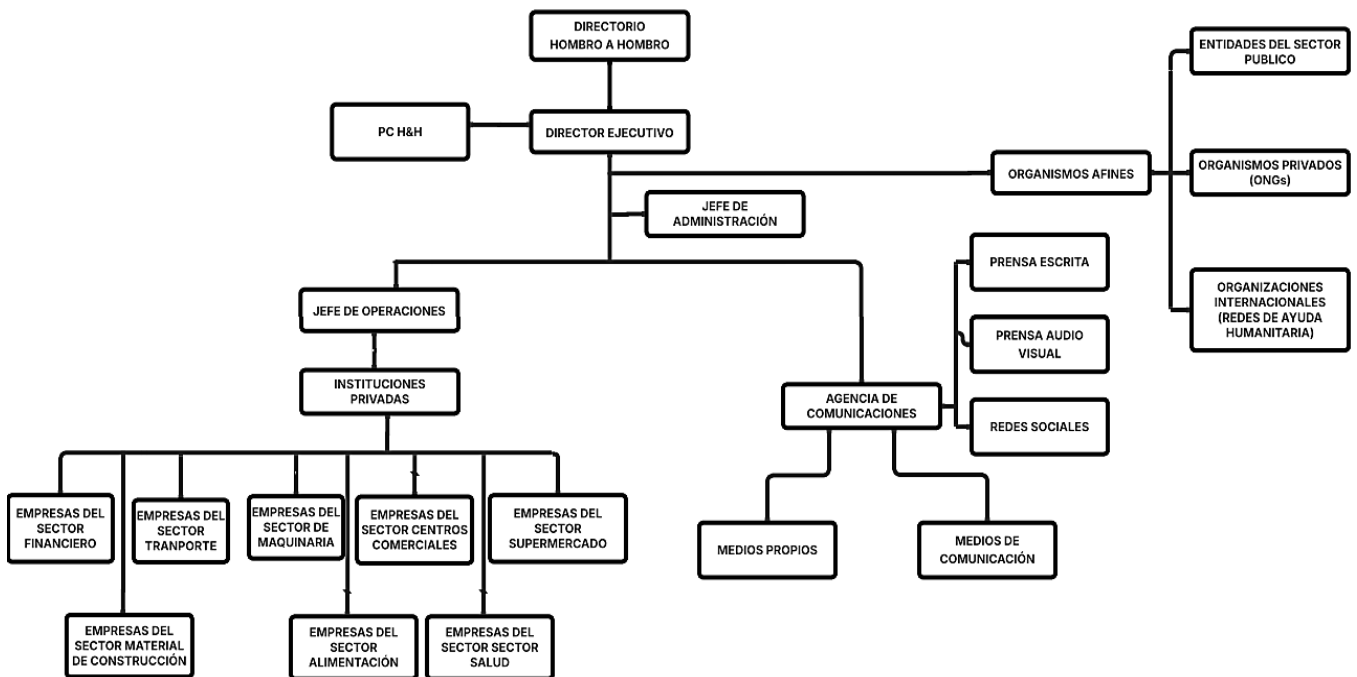 DIRECTORIO
HOMBRO A HOMBRO
ENTIDADES DEL SECTOR
PUBLICO
PC H&H
DIRECTOR EJECUTIVO
ORGANISMOS AFINES
ORGANISMOS PRIVADOS
(ONGs)
JEFE DE
ADMINISTRACIÓN
PRENSA ESCRITA
ORGANIZACIONES
INTERNACIONALES
(REDES DE AYUDA
HUMANITARIA)
JEFE DE OPERACIONES
PRENSA AUDIO
VISUAL
INSTITUCIONES
PRIVADAS
AGENCIA DE
COMUNICACIONES
REDES SOCIALES
EMPRESAS DEL
SECTOR
FINANCIERO
EMPRESAS DEL
SECTOR
TRANPORTE
EMPRESAS DEL
SECTOR DE
MAQUINARIA
EMPRESAS DEL
SECTOR CENTROS
COMERCIALES
EMPRESAS DEL
SECTOR
SUPERMERCADO
MEDIOS PROPIOS
MEDIOS DE
COMUNICACIÓN
EMPRESAS DEL
SECTOR MATERIAL
DE CONSTRUCCIÓN
EMPRESAS DEL
SECTOR
ALIMENTACIÓN
EMPRESAS DEL
SECTOR SECTOR
SALUD